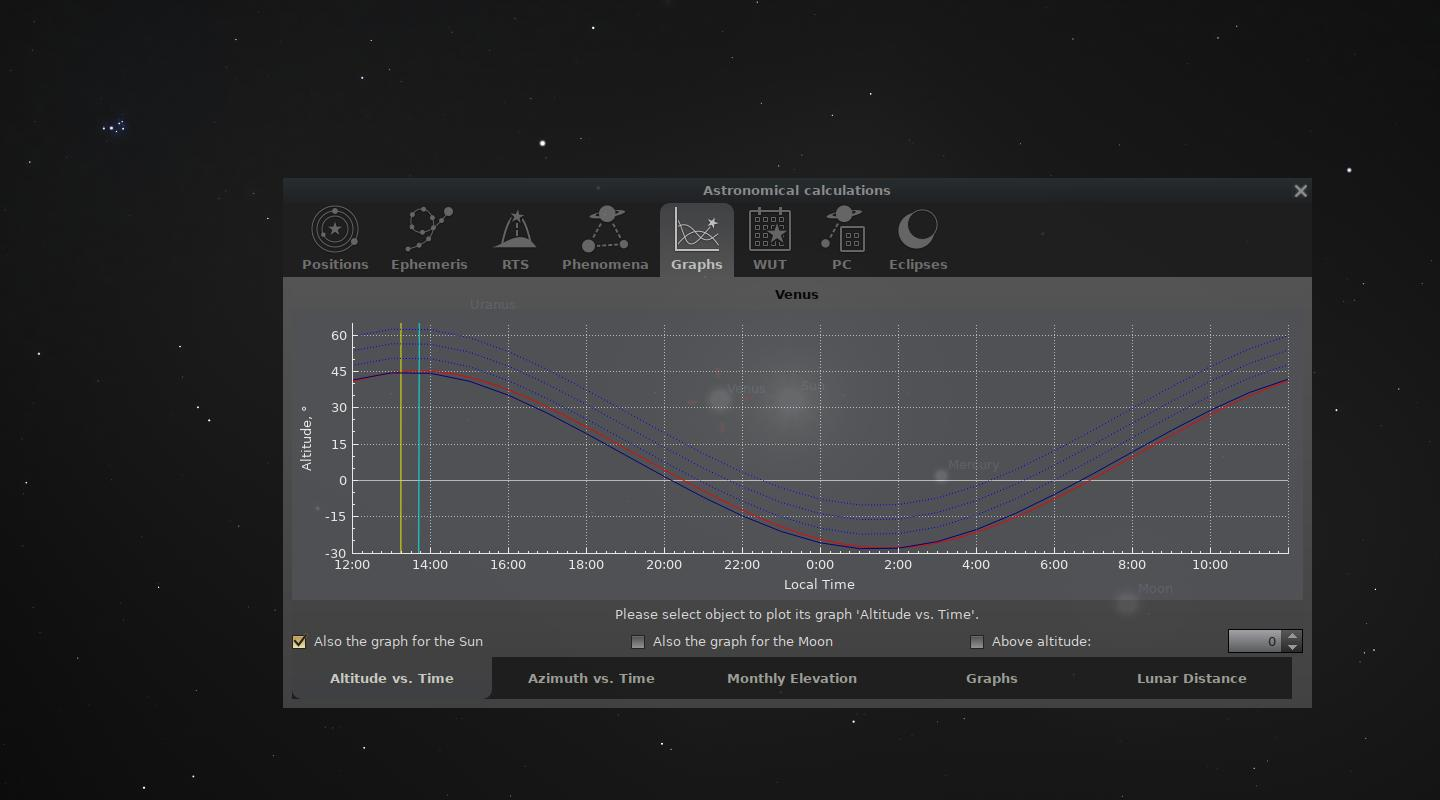 Astronomical calculations
Positions Ephemeris RTS Phenomena Graphs WUT PC Eclipses
Venus
Uranus
60
45
30
15
0
-15
-30
Altitude, °
Venus
Sun
Mercury
12:00 14:00 16:00 18:00 20:00 22:00 0:00 2:00 4:00 6:00 8:00 10:00
Local Time
Moon
Please select object to plot its graph 'Altitude vs. Time'.
Also the graph for the Sun Also the graph for the Moon Above altitude: 0
Altitude vs. Time Azimuth vs. Time Monthly Elevation Graphs Lunar Distance